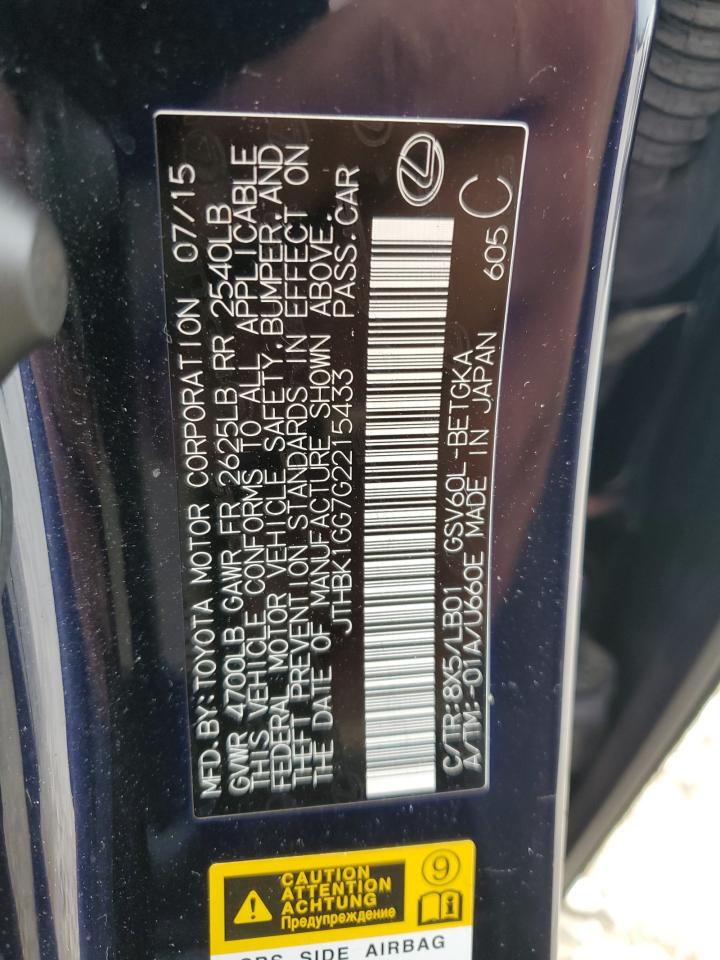 MFD.BY:TOYOTA MOTOR CORPORATION 07/15
GVWR 4700LB GAWR FR 2625LB RR 2540LB
THIS VEHICLE CONFORMS TO ALL APPLICABLE
FEDERAL MOTOR VEHICLE SAFETY,BUMPER,AND
THEFT PREVENTION STANDARDS IN EFFECT ON
THE DATE OF MANUFACTURE SHOWN ABOVE.
JTHBK1GG7G2215433 PASS.CAR
C/TR:8X5/LB01 GSV60L-BETGKA
A/TM:-01A/U660E MADE IN JAPAN 605 C
CAUTION
ATTENTION
ACHTUNG
Предупреждение
9
SRS SIDE AIRBAG